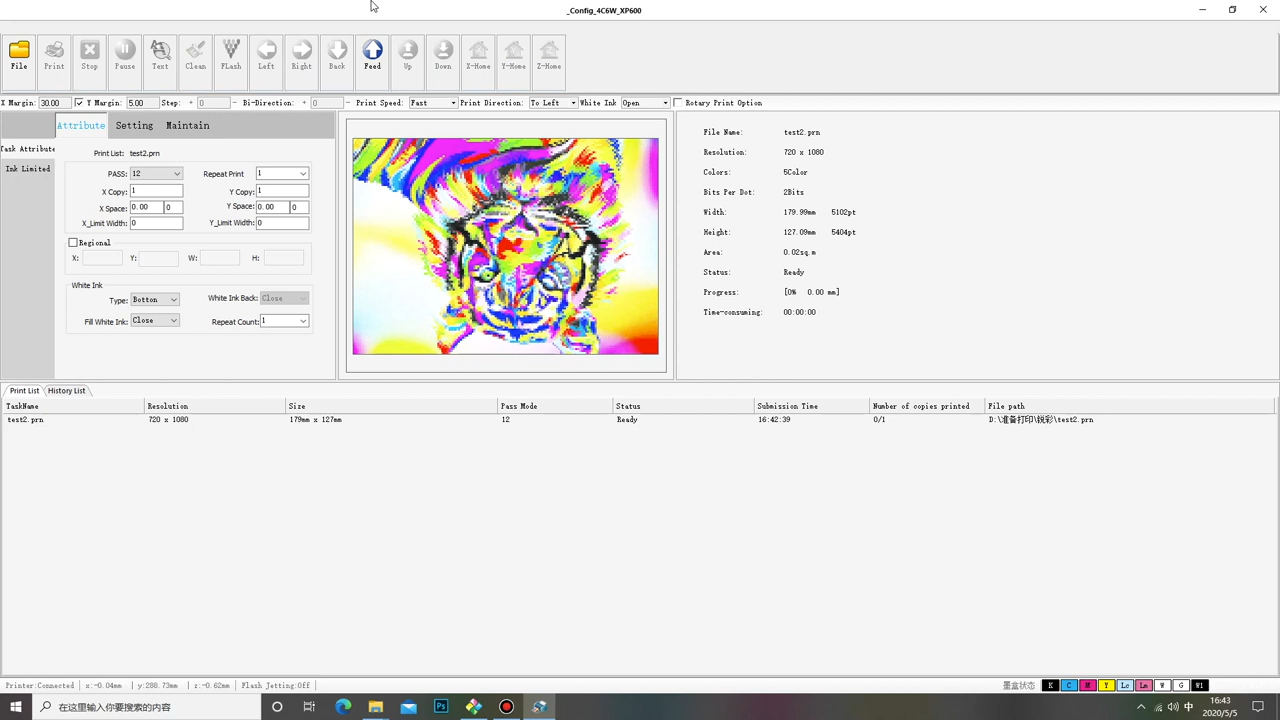 _Config_4C6W_XP600
File Print Stop Pause Text Clean FLash Left Right Back Feed Up Down X-Home Y-Home Z-Home
X Margin: 30.00 Y Margin: 5.00 Step: + 0 - Bi-Direction: + 0 - Print Speed: Fast Print Direction: To Left White Ink Open Rotary Print Option
Attribute Setting Maintain
Task Attribute
Ink Limited
Print List: test2.prn
PASS: 12 Repeat Print 1
X Copy: 1 Y Copy: 1
X Space: 0.00 0 Y Space: 0.00 0
X_Limit Width: 0 Y_Limit Width: 0
Regional
X: Y: W: H:
White Ink
Type: Botton White Ink Back: Close
Fill White Ink: Close Repeat Count: 1
File Name: test2.prn
Resolution: 720 x 1080
Colors: 5Color
Bits Per Dot: 2Bits
Width: 179.99mm 5102pt
Height: 127.09mm 5404pt
Area: 0.02sq.m
Status: Ready
Progress: [0% 0.00 mm]
Time-consuming: 00:00:00
Print List History List
TaskName Resolution Size Pass Mode Status Submission Time Number of copies printed File path
test2.prn 720 x 1080 179mm x 127mm 12 Ready 16:42:39 0/1 D:\准备打印\锐彩\test2.prn
Printer:Connected x:-0.04mm y:288.73mm z:-0.62mm Flash Jetting:Off 墨盒状态 K C M Y Lc Lm W G W1
在这里输入你要搜索的内容 Ps 中 16:43
2020/5/5